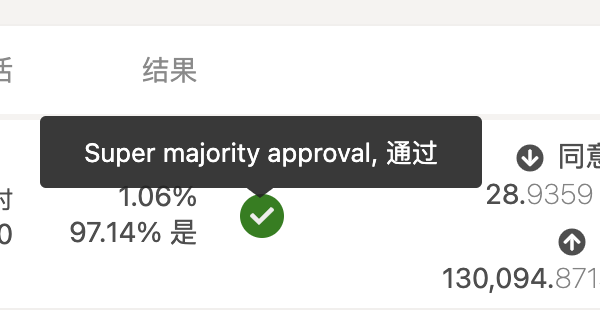 结果
Super majority approval, 通过
1.06%
97.14% 是
0
同意
28.9359
130,094.871